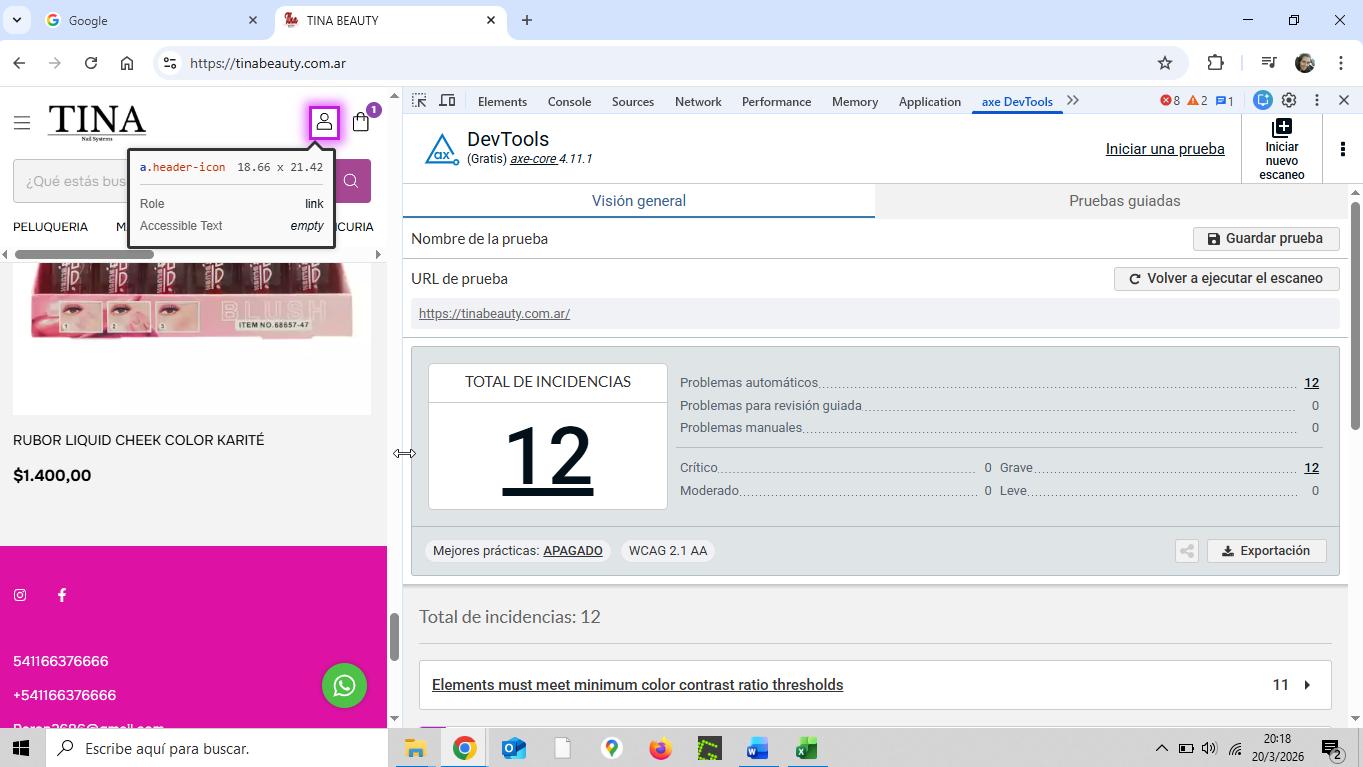 Google
TINA BEAUTY
https://tinabeauty.com.ar
TINA
Nail Systems
1
a.header-icon 18.66 x 21.42
Role link
Accessible Text empty
¿Qué estás bus
PELUQUERIA
CURIA
BLUSH
ITEM NO.68657-47
1
2
3
RUBOR LIQUID CHEEK COLOR KARITÉ
$1.400,00
541166376666
+541166376666
Elements
Console
Sources
Network
Performance
Memory
Application
axe DevTools
8
2
1
ax
DevTools
(Gratis) axe-core 4.11.1
Iniciar una prueba
Iniciar
nuevo
escaneo
Visión general
Pruebas guiadas
Nombre de la prueba
Guardar prueba
URL de prueba
Volver a ejecutar el escaneo
https://tinabeauty.com.ar/
TOTAL DE INCIDENCIAS
12
Problemas automáticos 12
Problemas para revisión guiada 0
Problemas manuales 0
Crítico 0 Grave 12
Moderado 0 Leve 0
Mejores prácticas: APAGADO
WCAG 2.1 AA
Exportación
Total de incidencias: 12
Elements must meet minimum color contrast ratio thresholds 11
Escribe aquí para buscar.
20:18
20/3/2026
2